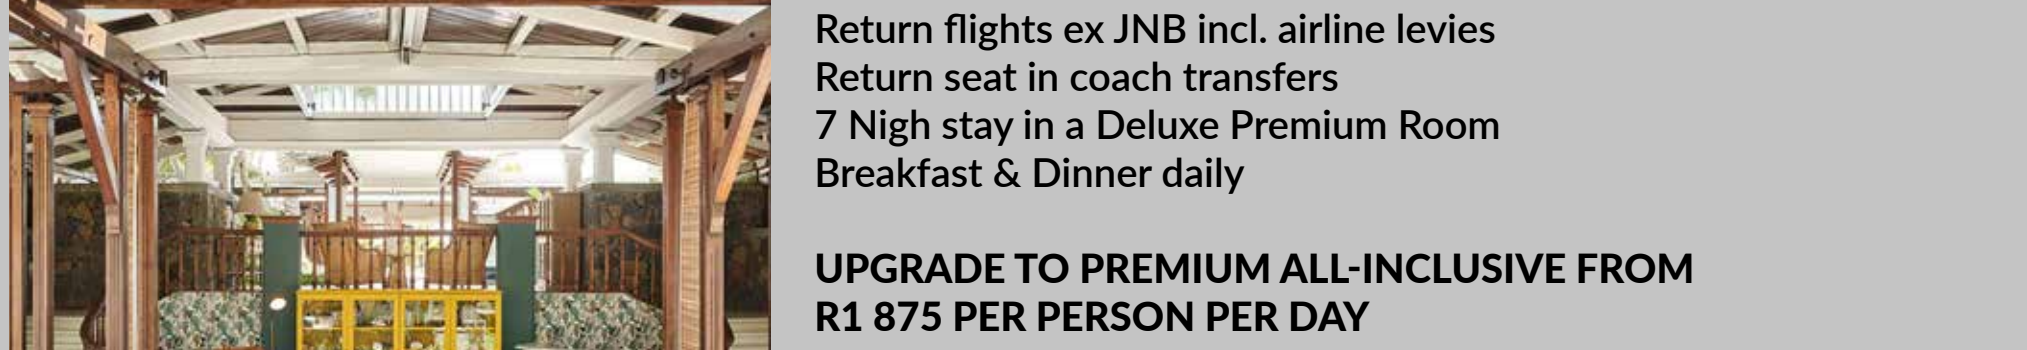 Return flights ex JNB incl. airline levies
Return seat in coach transfers
7 Nigh stay in a Deluxe Premium Room
Breakfast & Dinner daily
UPGRADE TO PREMIUM ALL-INCLUSIVE FROM
R1 875 PER PERSON PER DAY